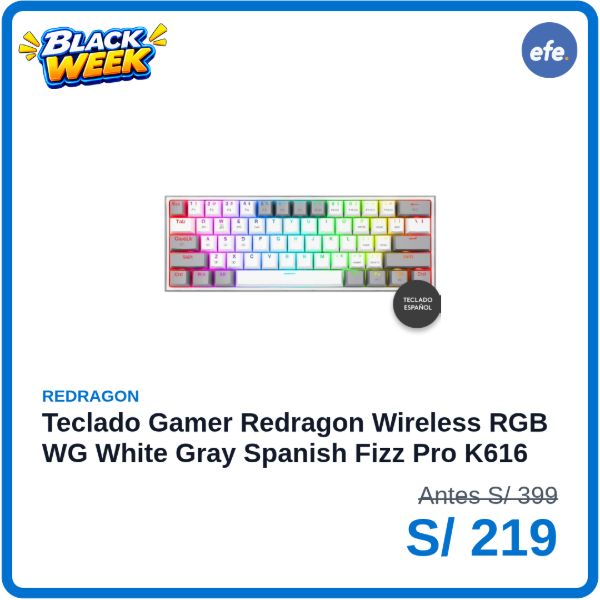 BLACK
WEEK
efe.
TECLADO
ESPAÑOL
REDRAGON
Teclado Gamer Redragon Wireless RGB
WG White Gray Spanish Fizz Pro K616
Antes S/ 399
S/ 219